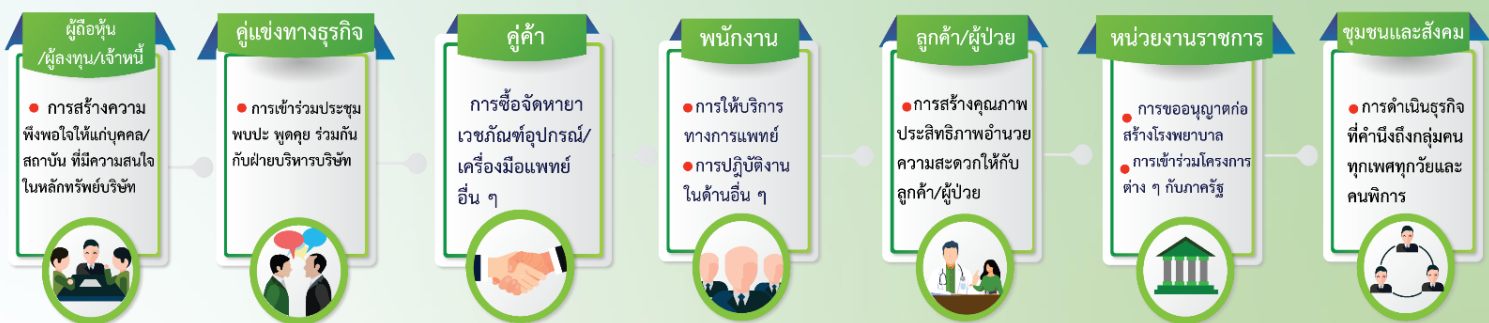 ผู้ถือหุ้น
/ผู้ลงทุน/เจ้าหนี้
● การสร้างความ
พึงพอใจให้แก่บุคคล/
สถาบัน ที่มีความสนใจ
ในหลักทรัพย์บริษัท
คู่แข่งทางธุรกิจ
● การเข้าร่วมประชุม
พบปะ พูดคุย ร่วมกัน
กับฝ่ายบริหารบริษัท
คู่ค้า
การซื้อจัดหายา
เวชภัณฑ์อุปกรณ์/
เครื่องมือแพทย์
อื่น ๆ
พนักงาน
● การให้บริการ
ทางการแพทย์
● การปฎิบัติงาน
ในด้านอื่น ๆ
ลูกค้า/ผู้ป่วย
● การสร้างคุณภาพ
ประสิทธิภาพอำนวย
ความสะดวกให้กับ
ลูกค้า/ผู้ป่วย
หน่วยงานราชการ
● การขออนุญาตก่อ
สร้างโรงพยาบาล
● การเข้าร่วมโครงการ
ต่าง ๆ กับภาครัฐ
ชุมชนและสังคม
● การดำเนินธุรกิจ
ที่คำนึงถึงกลุ่มคน
ทุกเพศทุกวัยและ
คนพิการ